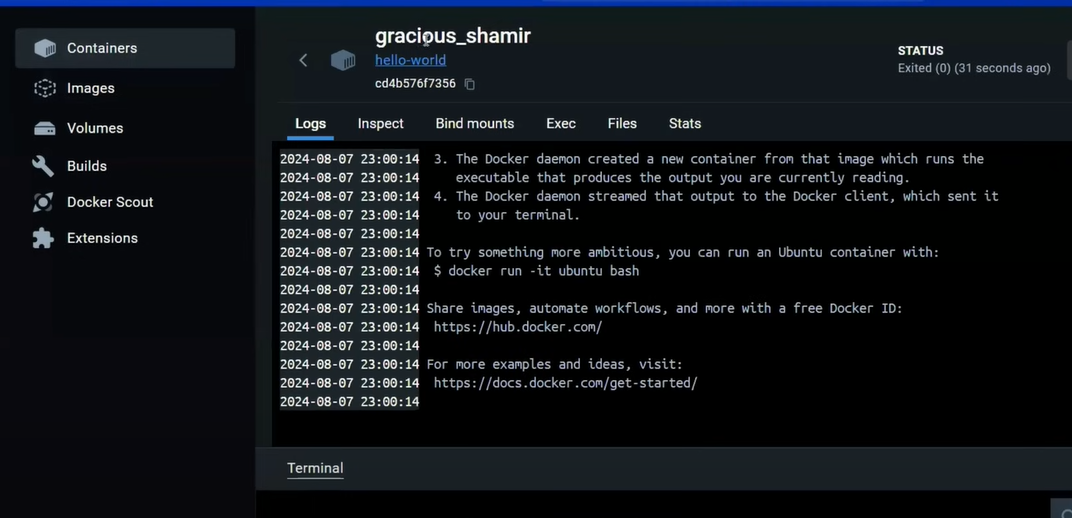 Containers
Images
Volumes
Builds
Docker Scout
Extensions
gracious_shamir
hello-world
cd4b576f7356
STATUS
Exited (0) (31 seconds ago)
Logs Inspect Bind mounts Exec Files Stats
2024-08-07 23:00:14 3. The Docker daemon created a new container from that image which runs the
2024-08-07 23:00:14 executable that produces the output you are currently reading.
2024-08-07 23:00:14 4. The Docker daemon streamed that output to the Docker client, which sent it
2024-08-07 23:00:14 to your terminal.
2024-08-07 23:00:14
2024-08-07 23:00:14 To try something more ambitious, you can run an Ubuntu container with:
2024-08-07 23:00:14 $ docker run -it ubuntu bash
2024-08-07 23:00:14
2024-08-07 23:00:14 Share images, automate workflows, and more with a free Docker ID:
2024-08-07 23:00:14 https://hub.docker.com/
2024-08-07 23:00:14
2024-08-07 23:00:14 For more examples and ideas, visit:
2024-08-07 23:00:14 https://docs.docker.com/get-started/
2024-08-07 23:00:14
Terminal